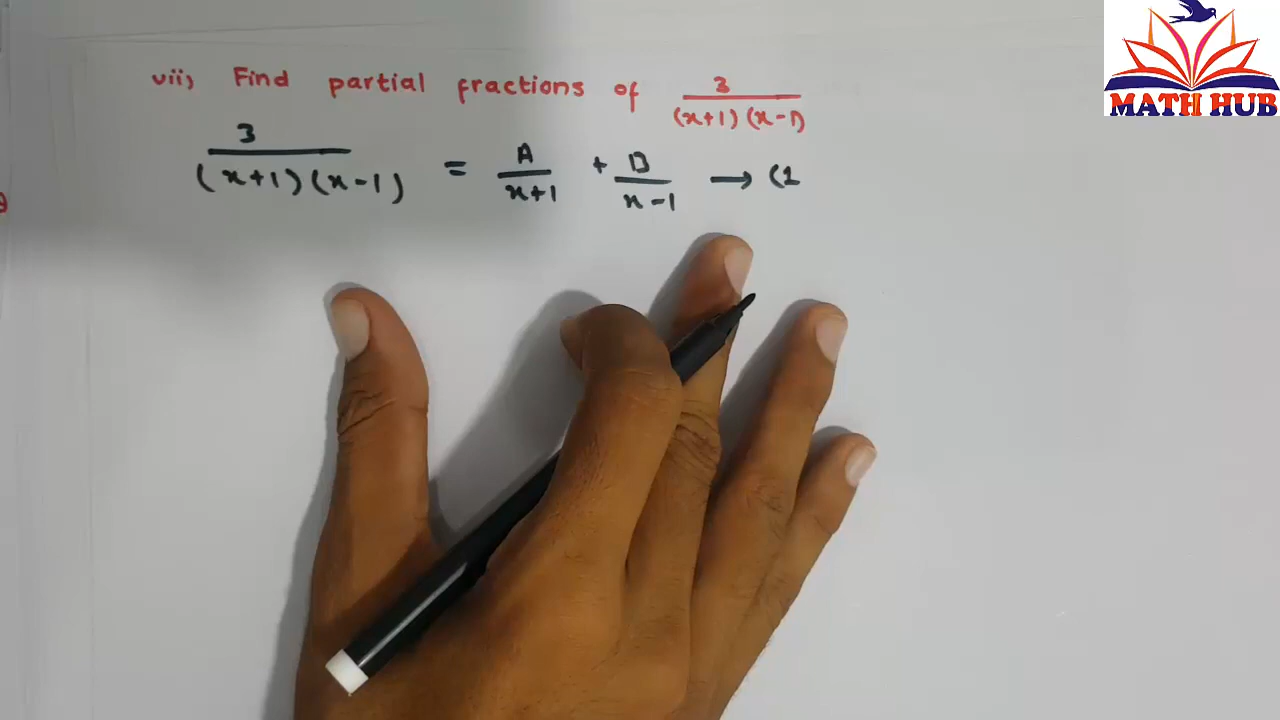 MATH HUB
vii, Find partial fractions of 3/(x+1)(x-1)
3/(x+1)(x-1) = A/x+1 + B/x-1 → (1